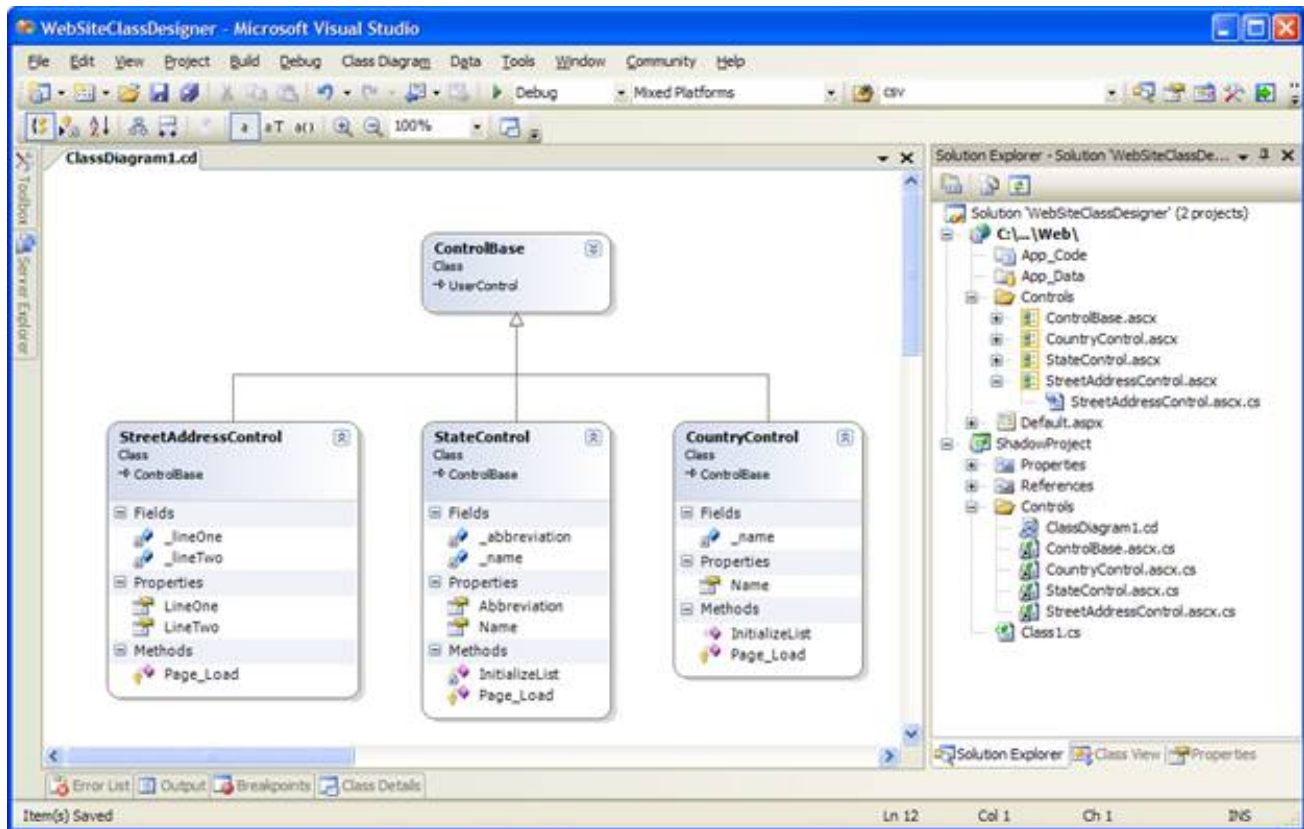 WebSiteClassDesigner - Microsoft Visual Studio
File Edit View Project Build Debug Class Diagram Data Tools Window Community Help
Debug Mixed Platforms csv
a aT a() 100%
Toolbox
Server Explorer
ClassDiagram1.cd
ControlBase
Class
UserControl
StreetAddressControl
Class
ControlBase
Fields
_lineOne
_lineTwo
Properties
LineOne
LineTwo
Methods
Page_Load
StateControl
Class
ControlBase
Fields
_abbreviation
_name
Properties
Abbreviation
Name
Methods
InitializeList
Page_Load
CountryControl
Class
ControlBase
Fields
_name
Properties
Name
Methods
InitializeList
Page_Load
Solution Explorer - Solution 'WebSiteClassDe...
Solution 'WebSiteClassDesigner' (2 projects)
C:\...\Web\
App_Code
App_Data
Controls
ControlBase.ascx
CountryControl.ascx
StateControl.ascx
StreetAddressControl.ascx
StreetAddressControl.ascx.cs
Default.aspx
ShadowProject
Properties
References
Controls
ClassDiagram1.cd
ControlBase.ascx.cs
CountryControl.ascx.cs
StateControl.ascx.cs
StreetAddressControl.ascx.cs
Class1.cs
Solution Explorer Class View Properties
Error List Output Breakpoints Class Details
Item(s) Saved Ln 12 Col 1 Ch 1 INS